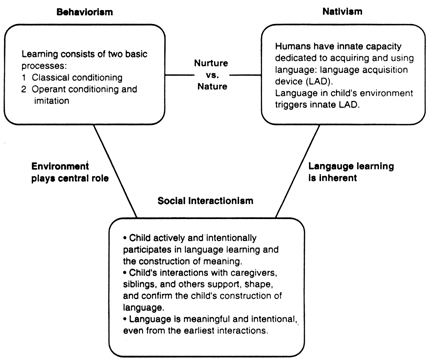 Behaviorism
Nativism
Learning consists of two basic
processes:
1 Classical conditioning
2 Operant conditioning and
imitation
Nurture
vs.
Nature
Humans have innate capacity
dedicated to acquiring and using
language: language acquisition
device (LAD).
Language in child's environment
triggers innate LAD.
Environment
plays central role
Langauge learning
is inherent
Social Interactionism
• Child actively and intentionally
participates in language learning and
the construction of meaning.
• Child's interactions with caregivers,
siblings, and others support, shape,
and confirm the child's construction of
language.
• Language is meaningful and intentional,
even from the earliest interactions.